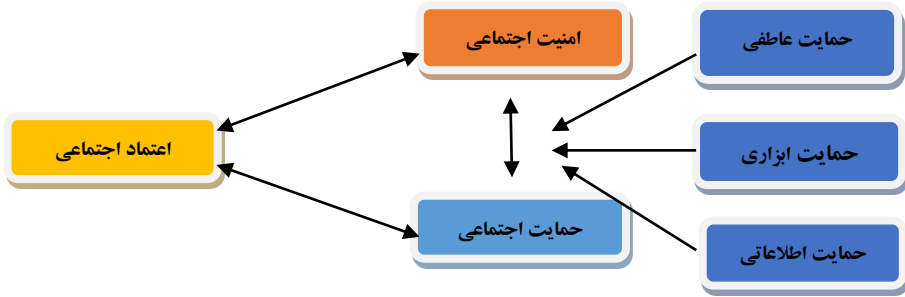 امنیت اجتماعی
حمایت عاطفی
اعتماد اجتماعی
حمایت ابزاری
حمایت اجتماعی
حمایت اطلاعاتی